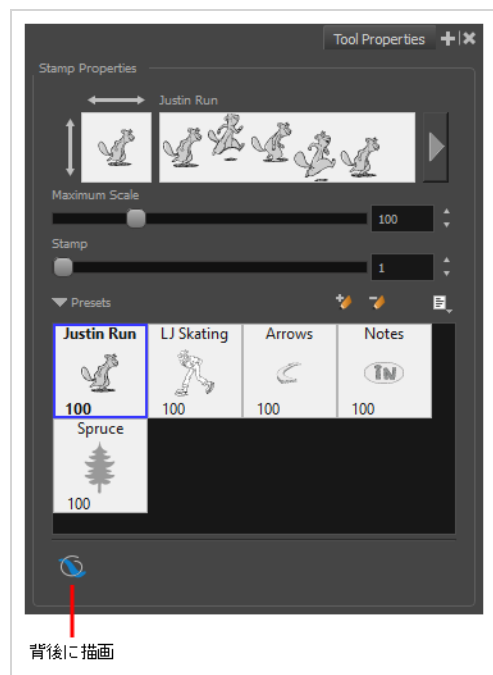 Tool Properties
Stamp Properties
Justin Run
Maximum Scale
100
Stamp
1
Presets
Justin Run LJ Skating Arrows Notes
IN
100 100 100 100
Spruce
100
背後に描画